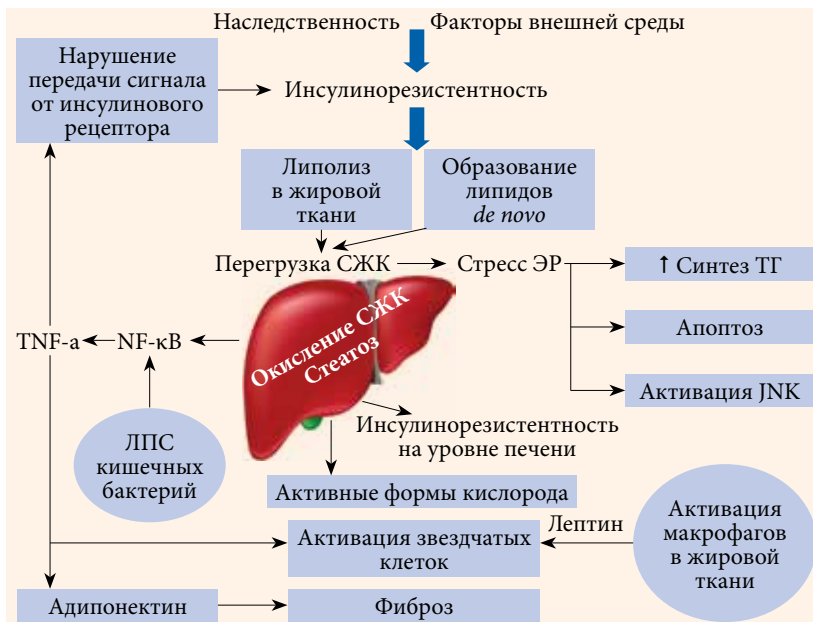 Наследственность
Факторы внешней среды
Нарушение
передачи сигнала
от инсулинового
рецептора
Инсулинорезистентность
Липолиз
в жировой
ткани
Образование
липидов
de novo
Перегрузка СЖК
Стресс ЭР
↑ Синтез ТГ
Апоптоз
Активация JNK
Окисление СЖК
Стеатоз
TNF-a
NF-κB
ЛПС
кишечных
бактерий
Инсулинорезистентность
на уровне печени
Активные формы кислорода
Активация звездчатых
клеток
Лептин
Активация
макрофагов
в жировой
ткани
Адипонектин
Фиброз